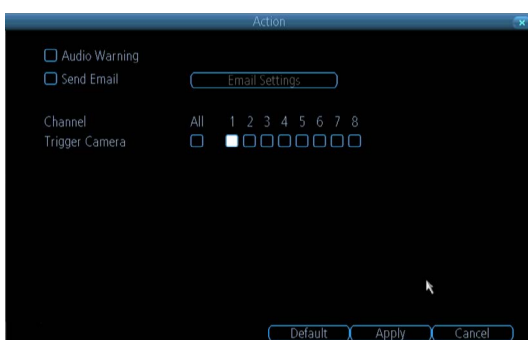 Action
Audio Warning
Send Email Email Settings
Channel All 1 2 3 4 5 6 7 8
Trigger Camera
Default Apply Cancel